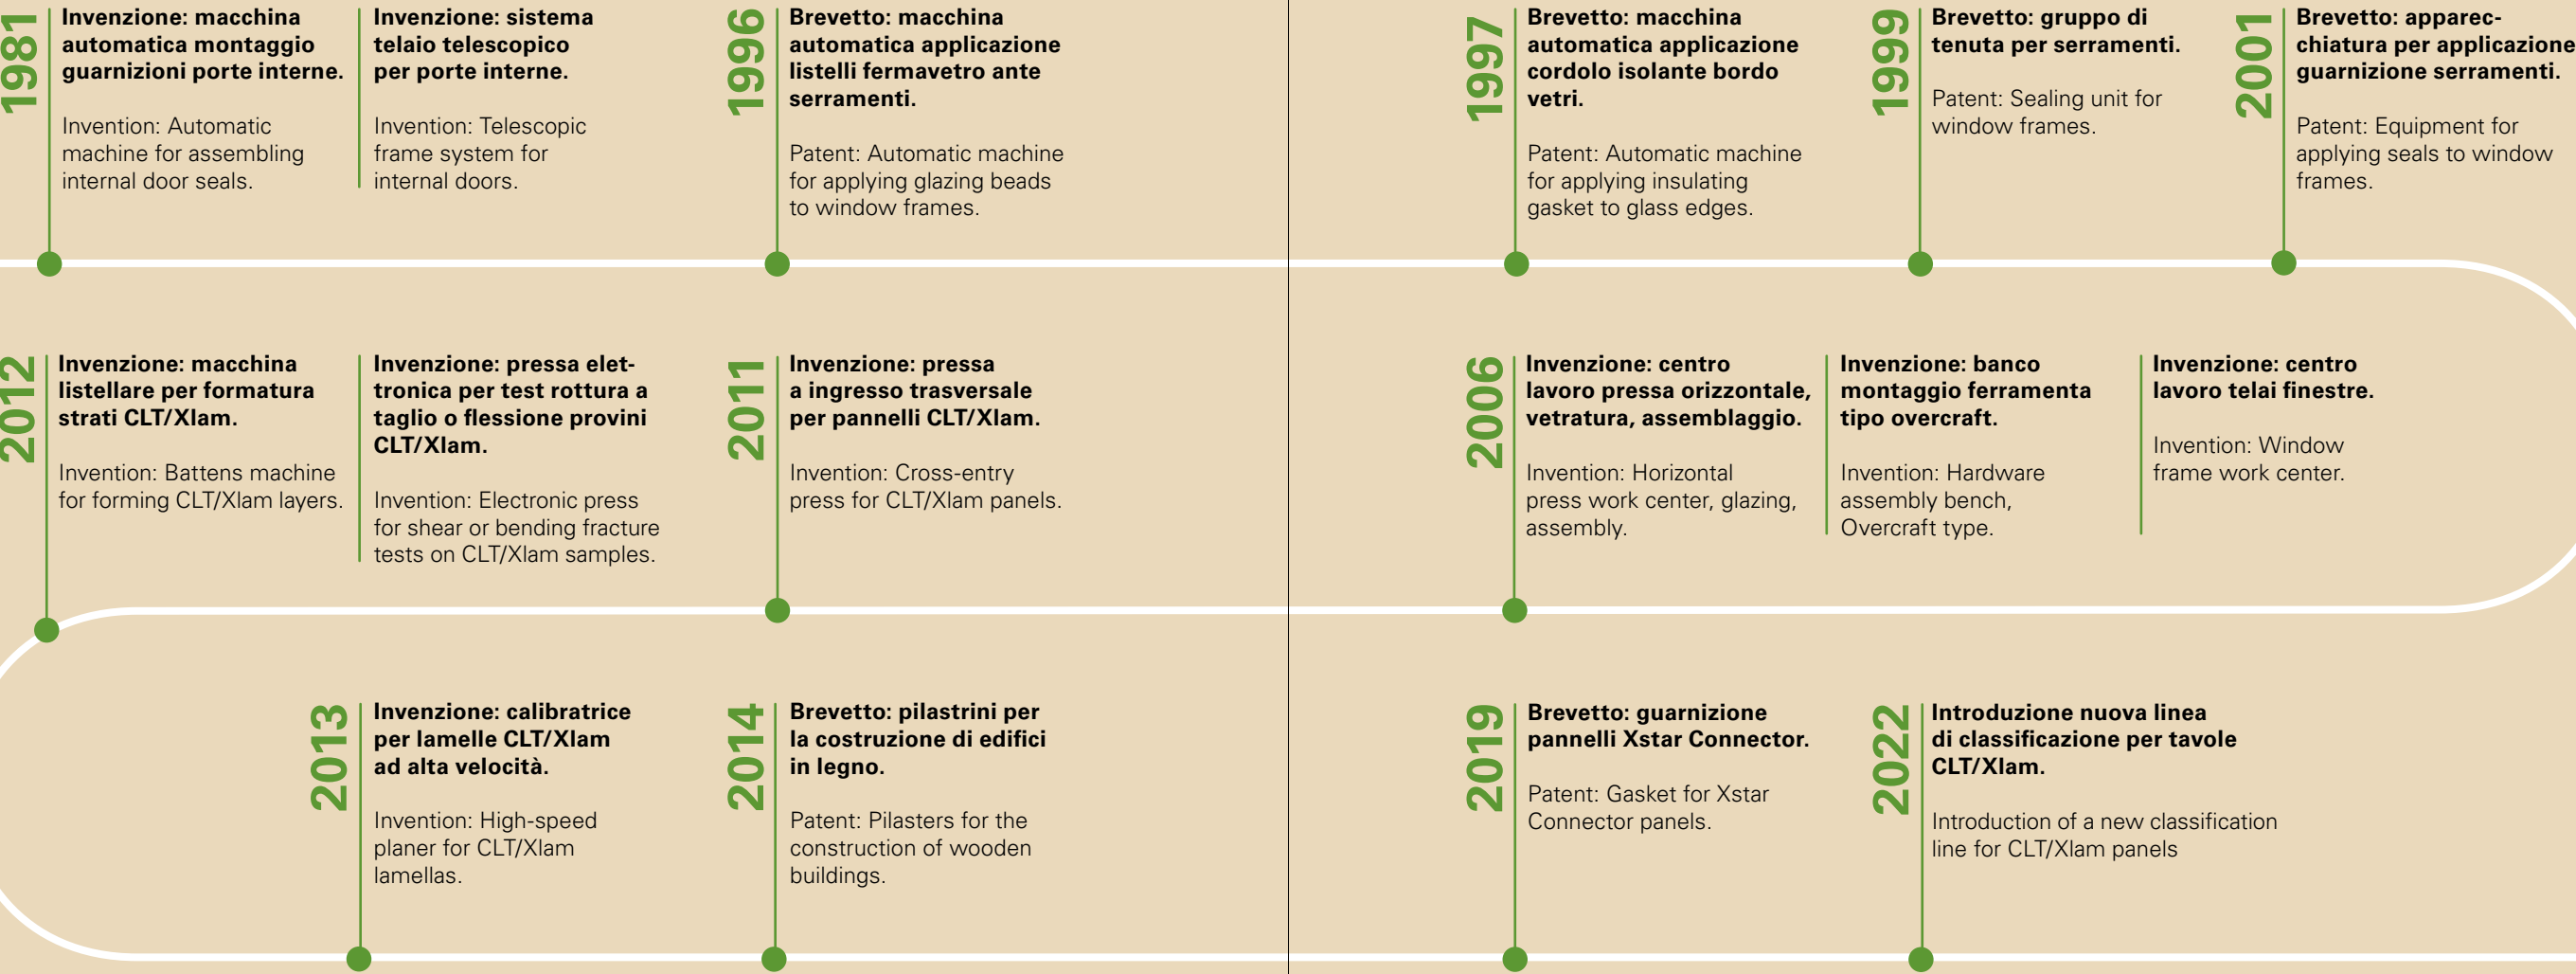 1981
Invenzione: macchina
automatica montaggio
guarnizioni porte interne.
Invention: Automatic
machine for assembling
internal door seals.
Invenzione: sistema
telaio telescopico
per porte interne.
Invention: Telescopic
frame system for
internal doors.
1996
Brevetto: macchina
automatica applicazione
listelli fermavetro ante
serramenti.
Patent: Automatic machine
for applying glazing beads
to window frames.
1997
Brevetto: macchina
automatica applicazione
cordolo isolante bordo
vetri.
Patent: Automatic machine
for applying insulating
gasket to glass edges.
1999
Brevetto: gruppo di
tenuta per serramenti.
Patent: Sealing unit for
window frames.
2001
Brevetto: apparec-
chiatura per applicazione
guarnizione serramenti.
Patent: Equipment for
applying seals to window
frames.
2012
Invenzione: macchina
listellare per formatura
strati CLT/Xlam.
Invention: Battens machine
for forming CLT/Xlam layers.
Invenzione: pressa elet-
tronica per test rottura a
taglio o flessione provini
CLT/Xlam.
Invention: Electronic press
for shear or bending fracture
tests on CLT/Xlam samples.
2011
Invenzione: pressa
a ingresso trasversale
per pannelli CLT/Xlam.
Invention: Cross-entry
press for CLT/Xlam panels.
2006
Invenzione: centro
lavoro pressa orizzontale,
vetratura, assemblaggio.
Invention: Horizontal
press work center, glazing,
assembly.
Invenzione: banco
montaggio ferramenta
tipo overcraft.
Invention: Hardware
assembly bench,
Overcraft type.
Invenzione: centro
lavoro telai finestre.
Invention: Window
frame work center.
2013
Invenzione: calibratrice
per lamelle CLT/Xlam
ad alta velocità.
Invention: High-speed
planer for CLT/Xlam
lamellas.
2014
Brevetto: pilastrini per
la costruzione di edifici
in legno.
Patent: Pilasters for the
construction of wooden
buildings.
2019
Brevetto: guarnizione
pannelli Xstar Connector.
Patent: Gasket for Xstar
Connector panels.
2022
Introduzione nuova linea
di classificazione per tavole
CLT/Xlam.
Introduction of a new classification
line for CLT/Xlam panels